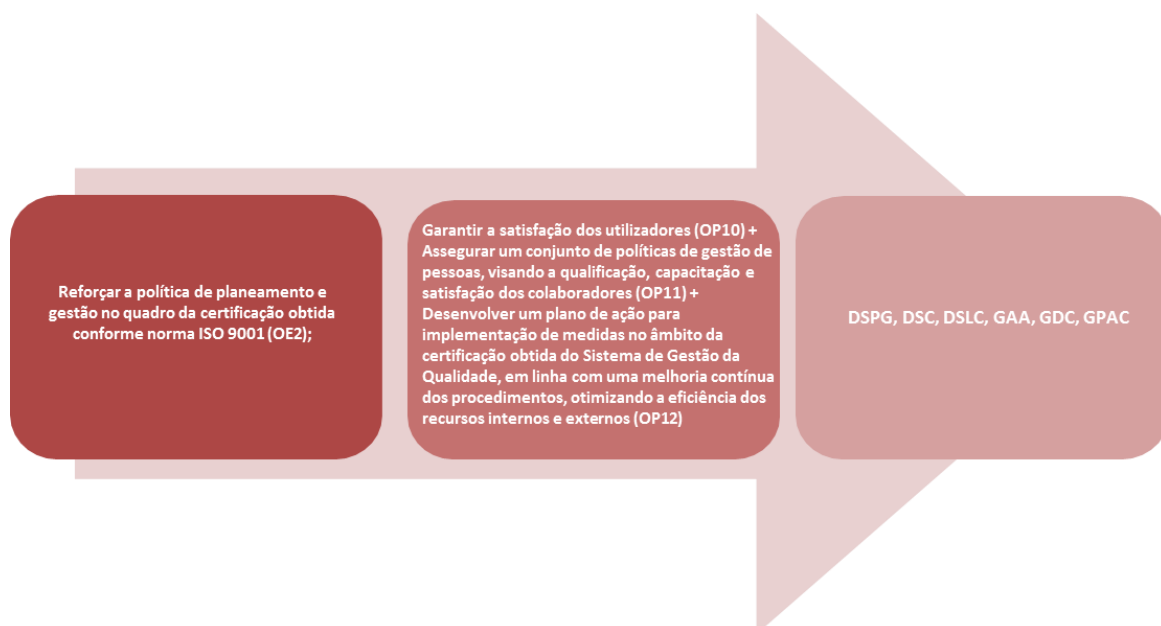 Reforçar a política de planeamento e
gestão no quadro da certificação obtida
conforme norma ISO 9001 (OE2);
Garantir a satisfação dos utilizadores (OP10) +
Assegurar um conjunto de políticas de gestão de
pessoas, visando a qualificação, capacitação e
satisfação dos colaboradores (OP11) +
Desenvolver um plano de ação para
implementação de medidas no âmbito da
certificação obtida do Sistema de Gestão da
Qualidade, em linha com uma melhoria contínua
dos procedimentos, otimizando a eficiência dos
recursos internos e externos (OP12)
DSPG, DSC, DSLC, GAA, GDC, GPAC